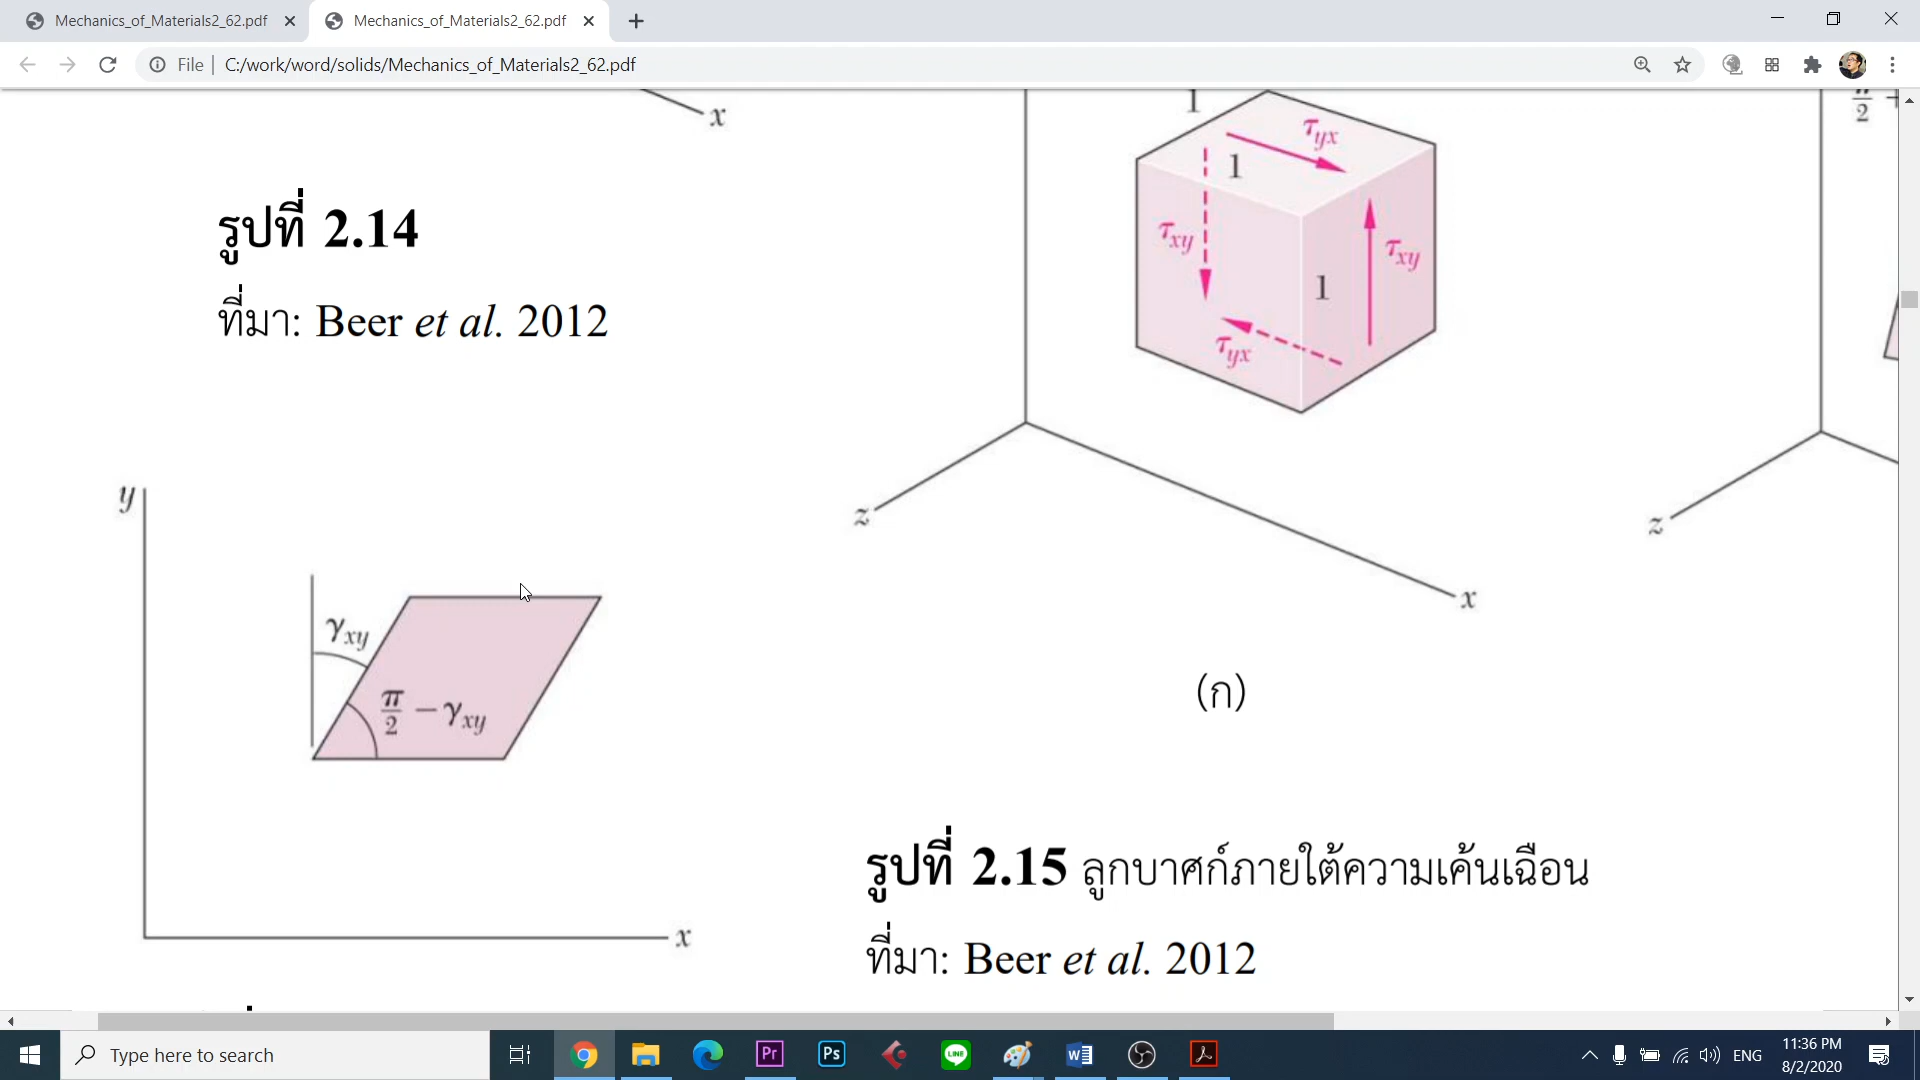 Mechanics_of_Materials2_62.pdf
Mechanics_of_Materials2_62.pdf
File
C:/work/word/solids/Mechanics_of_Materials2_62.pdf
x
รูปที่ 2.14
ที่มา: Beer et al. 2012
1
τyx
1
τxy
τxy
1
τyx
z
x
(ก)
π/2 +
z
y
γxy
π/2 − γxy
x
รูปที่ 2.15 ลูกบาศก์ภายใต้ความเค้นเฉือน
ที่มา: Beer et al. 2012
Type here to search
Pr
Ps
LINE
W
ENG
11:36 PM
8/2/2020